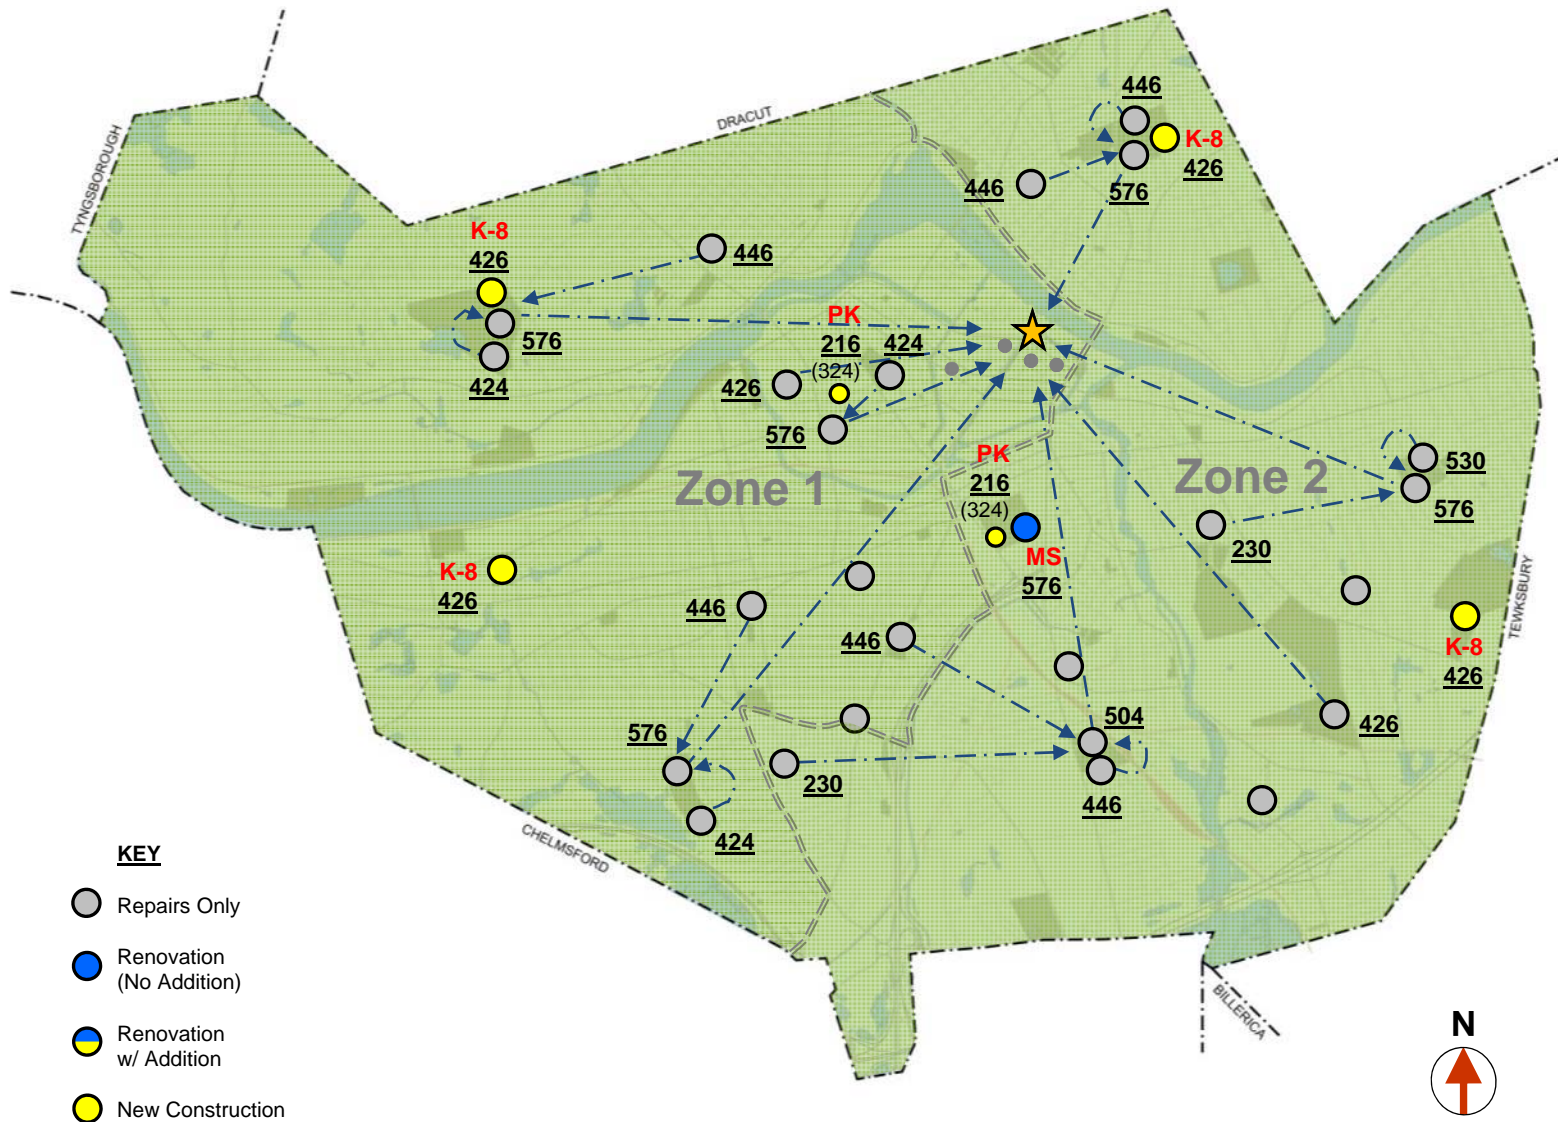 DRACUT
TYNGSBOROUGH
446
K-8
426
446
576
K-8
426
446
576
424
PK
216
(324)
424
426
576
Zone 1
PK
216
(324)
MS
576
Zone 2
530
576
230
K-8
426
TEWKSBURY
K-8
426
446
446
576
424
230
504
446
426
CHELMSFORD
BILLERICA
KEY
Repairs Only
Renovation
(No Addition)
Renovation
w/ Addition
New Construction
N